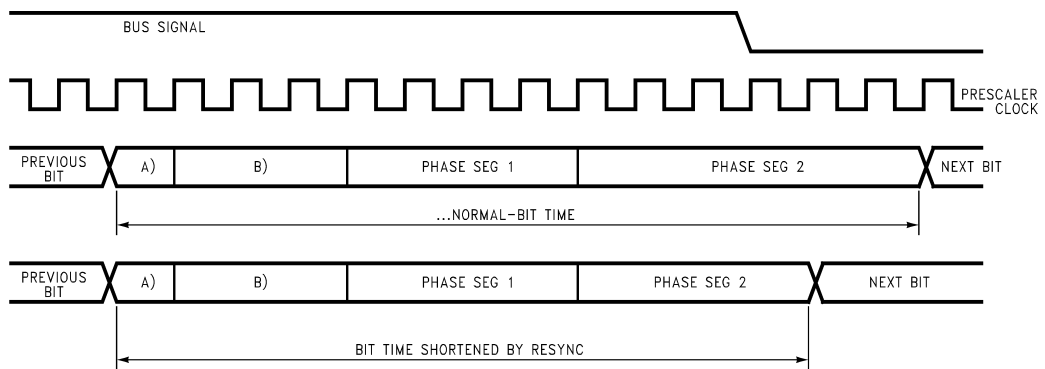 BUS SIGNAL
PRESCALER
CLOCK
PREVIOUS
BIT
A)
B)
PHASE SEG 1
PHASE SEG 2
NEXT BIT
...NORMAL-BIT TIME
PREVIOUS
BIT
A)
B)
PHASE SEG 1
PHASE SEG 2
NEXT BIT
BIT TIME SHORTENED BY RESYNC